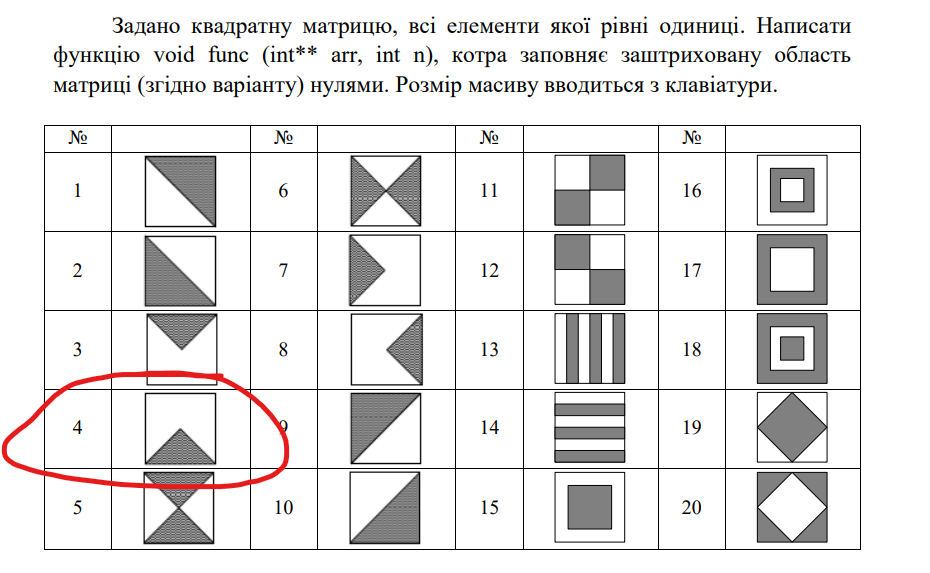 Задано квадратну матрицю, всі елементи якої рівні одиниці. Написати
функцію void func (int** arr, int n), котра заповняє заштриховану область
матриці (згідно варіанту) нулями. Розмір масиву вводиться з клавіатури.
№ № № №
1 6 11 16
2 7 12 17
3 8 13 18
4 9 14 19
5 10 15 20